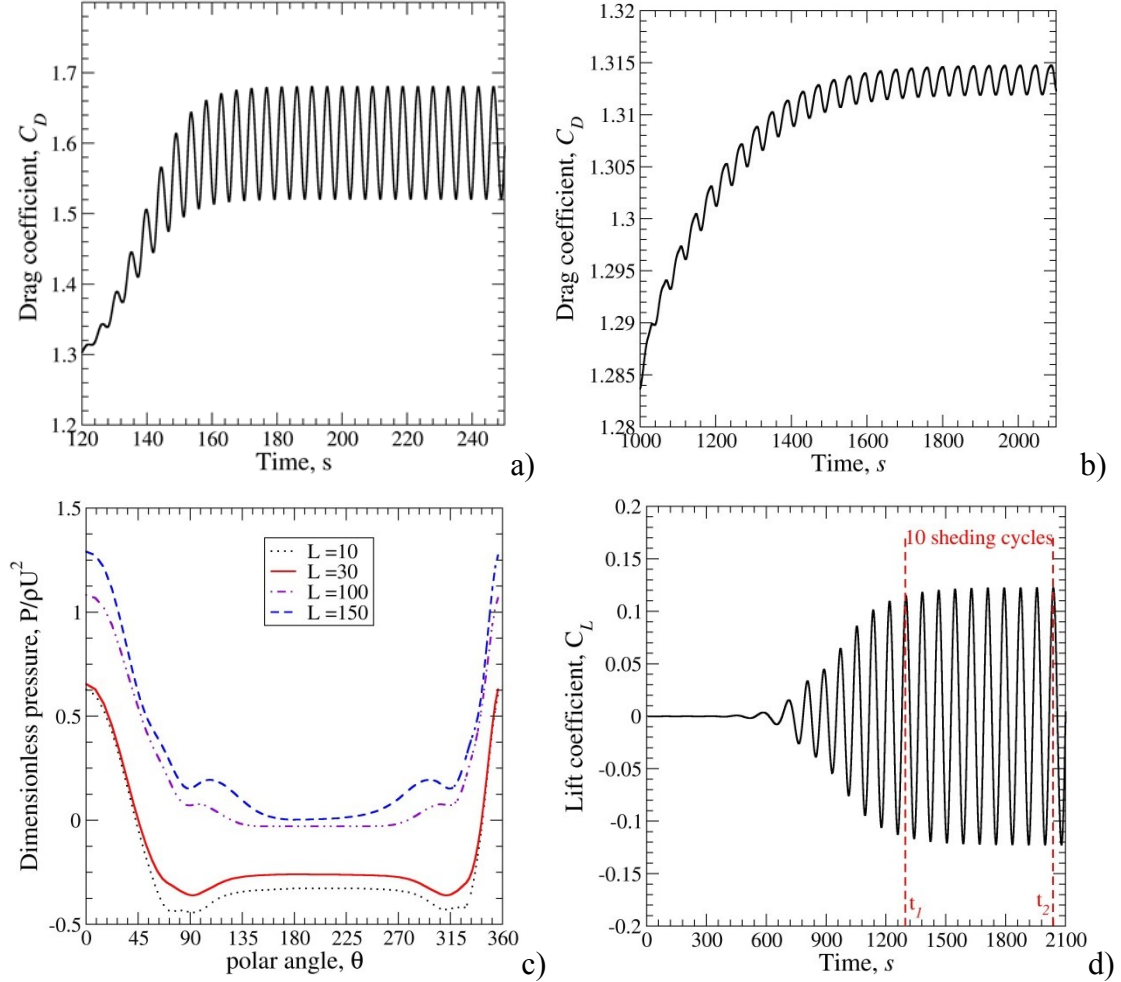 1.7
1.6
1.5
1.4
1.3
1.2
Drag coefficient, C_D
120 140 160 180 200 220 240
Time, s
a)
1.32
1.315
1.31
1.305
1.3
1.295
1.29
1.285
1.28
Drag coefficient, C_D
1000 1200 1400 1600 1800 2000
Time, s
b)
1.5
1
0.5
0
-0.5
Dimensionless pressure, P/ρU²
L =10
L =30
L =100
L =150
0 45 90 135 180 225 270 315 360
polar angle, θ
c)
0.2
0.15
0.1
0.05
0
-0.05
-0.1
-0.15
-0.2
Lift coefficient, C_L
10 sheding cycles
t_1 t_2
0 300 600 900 1200 1500 1800 2100
Time, s
d)